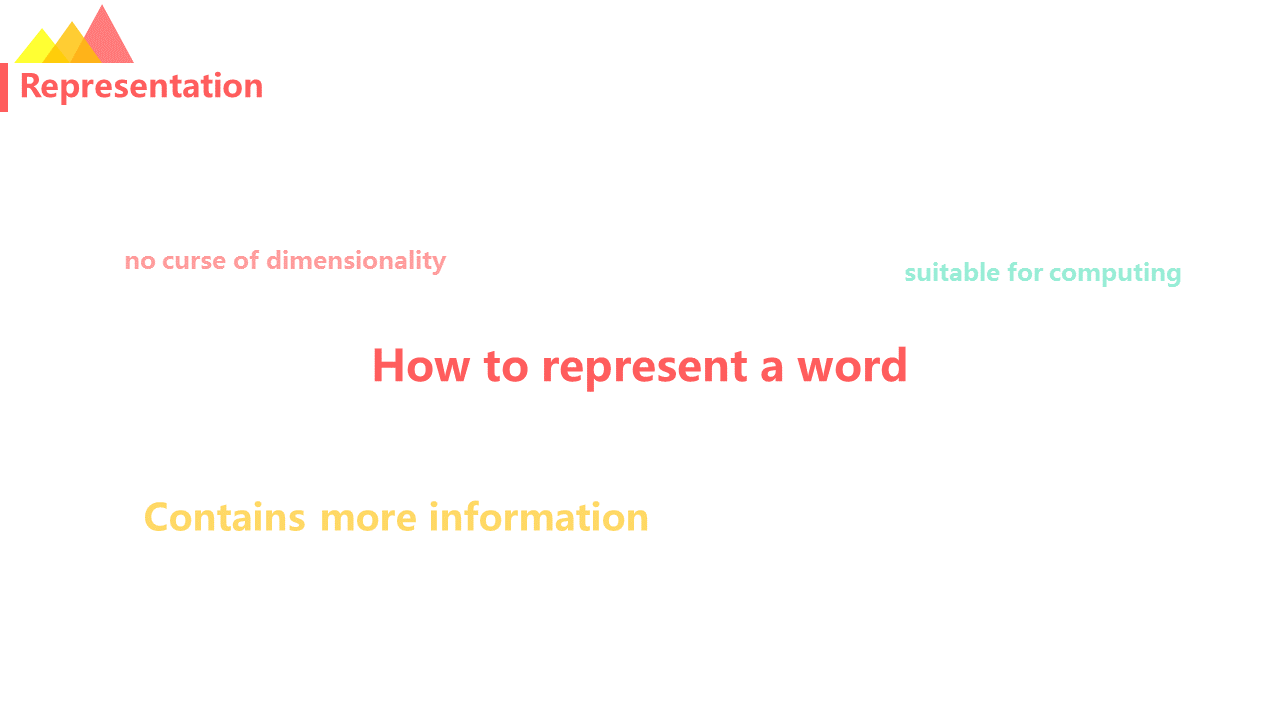 Representation
no curse of dimensionality
suitable for computing
How to represent a word
Contains more information